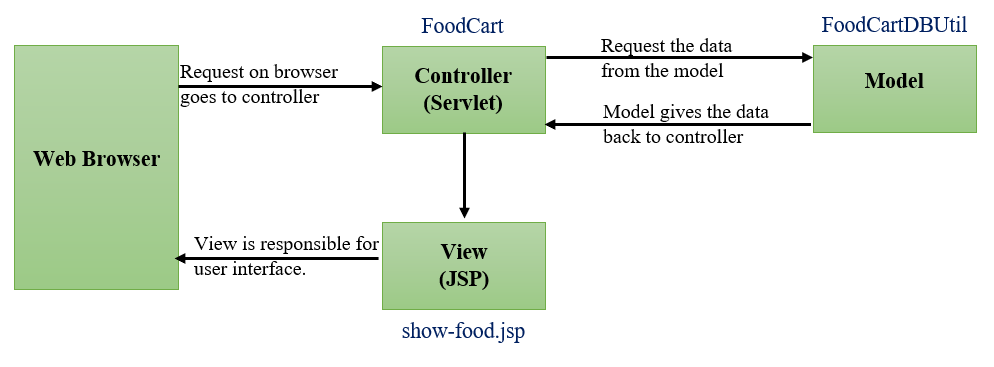 FoodCart
FoodCartDBUtil
Request on browser
goes to controller
Controller
(Servlet)
Request the data
from the model
Model
Model gives the data
back to controller
Web Browser
View is responsible for
user interface.
View
(JSP)
show-food.jsp